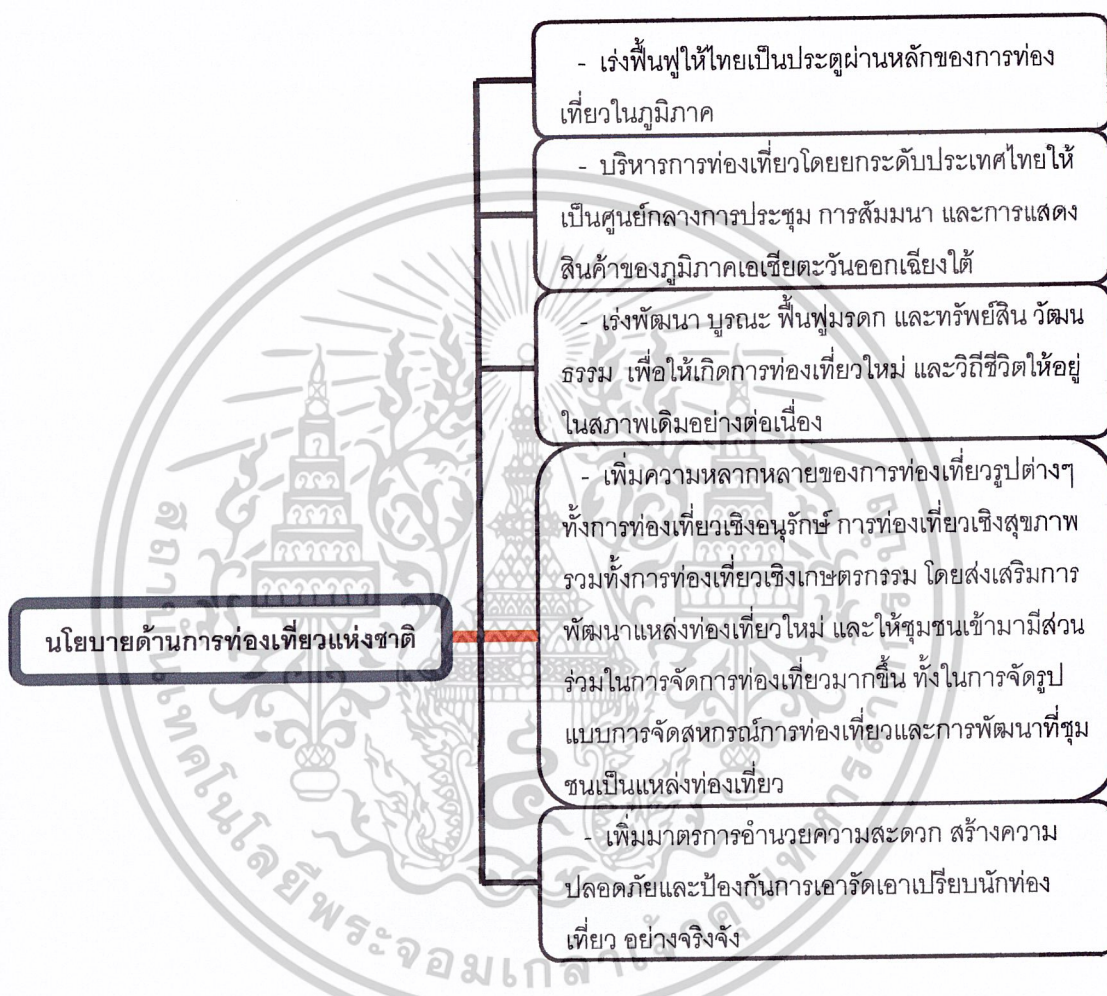 - เร่งฟื้นฟูให้ไทยเป็นประตูผ่านหลักของการท่อง
เที่ยวในภูมิภาค
- บริหารการท่องเที่ยวโดยยกระดับประเทศไทยให้
เป็นศูนย์กลางการประชุม การสัมมนา และการแสดง
สินค้าของภูมิภาคเอเชียตะวันออกเฉียงใต้
- เร่งพัฒนา บูรณะ ฟื้นฟูมรดก และทรัพย์สิน วัฒน
ธรรม เพื่อให้เกิดการท่องเที่ยวใหม่ และวิถีชีวิตให้อยู่
ในสภาพเดิมอย่างต่อเนื่อง
- เพิ่มความหลากหลายของการท่องเที่ยวรูปต่างๆ
ทั้งการท่องเที่ยวเชิงอนุรักษ์ การท่องเที่ยวเชิงสุขภาพ
รวมทั้งการท่องเที่ยวเชิงเกษตรกรรม โดยส่งเสริมการ
พัฒนาแหล่งท่องเที่ยวใหม่ และให้ชุมชนเข้ามามีส่วน
ร่วมในการจัดการท่องเที่ยวมากขึ้น ทั้งในการจัดรูป
แบบการจัดสหกรณ์การท่องเที่ยวและการพัฒนาที่ชุม
ชนเป็นแหล่งท่องเที่ยว
- เพิ่มมาตรการอำนวยความสะดวก สร้างความ
ปลอดภัยและป้องกันการเอารัดเอาเปรียบนักท่อง
เที่ยว อย่างจริงจัง
นโยบายด้านการท่องเที่ยวแห่งชาติ